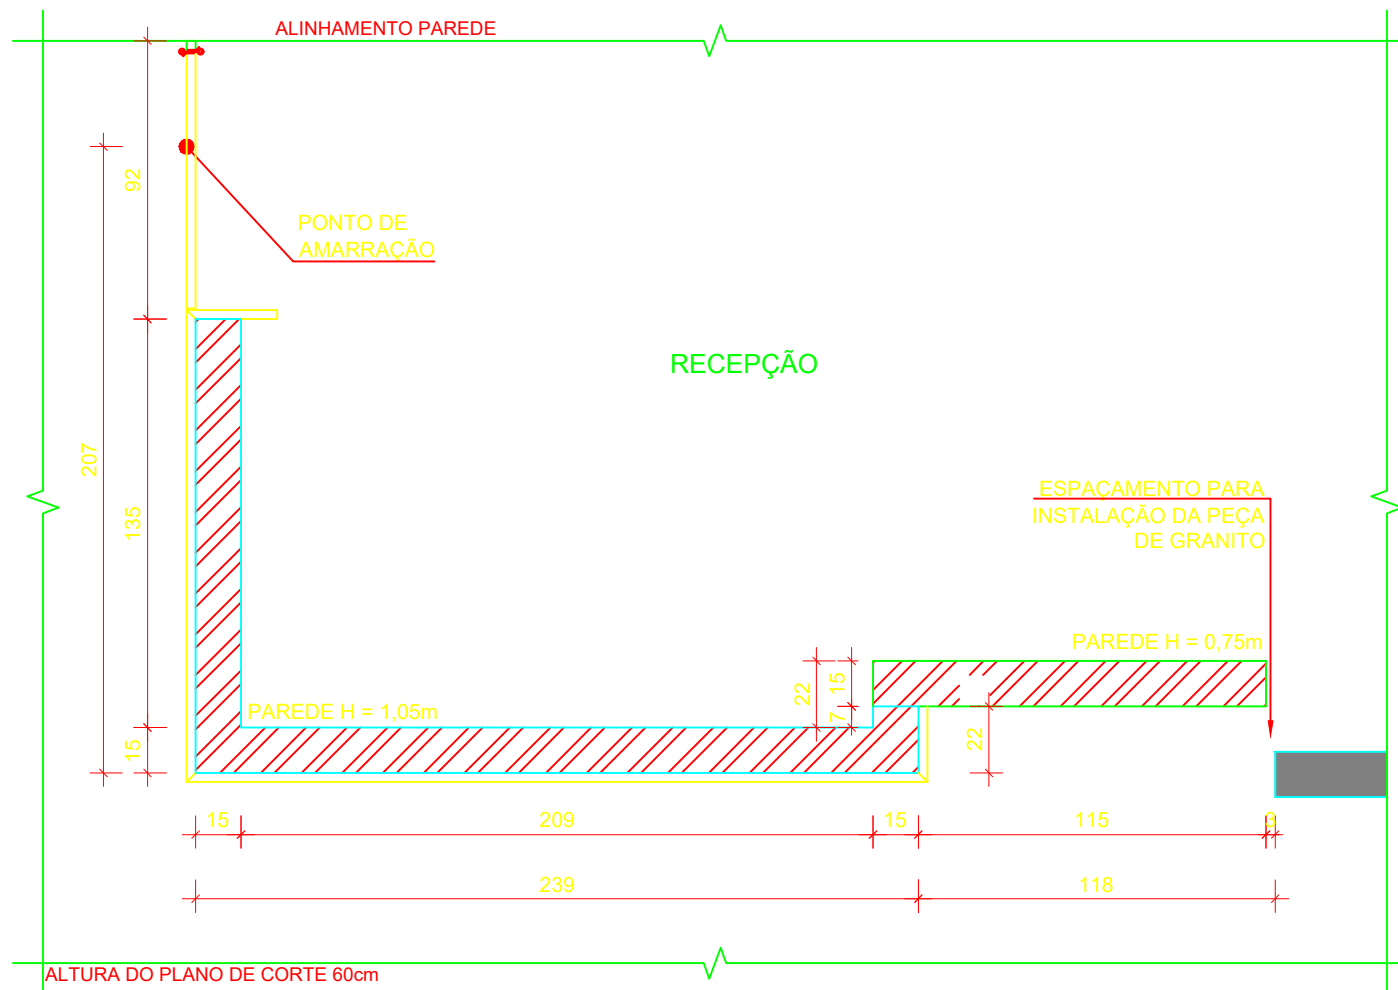 ALINHAMENTO PAREDE
92
PONTO DE
AMARRAÇÃO
RECEPÇÃO
207
135
ESPAÇAMENTO PARA
INSTALAÇÃO DA PEÇA
DE GRANITO
PAREDE H = 0,75m
22
15
7
PAREDE H = 1,05m
15
22
15
209
15
115
3
239
118
ALTURA DO PLANO DE CORTE 60cm